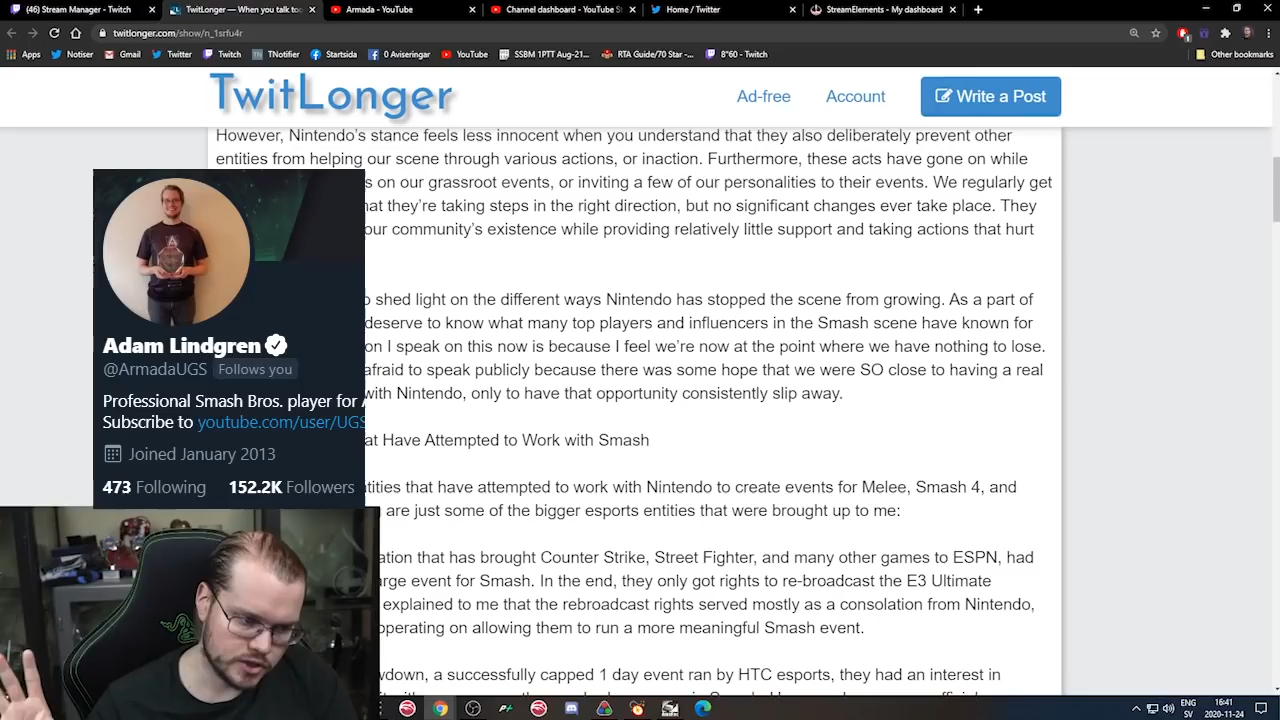 (46) Stream Manager - Twitch
TwitLonger — When you talk too
Armada - YouTube
Channel dashboard - YouTube S
Home / Twitter
StreamElements - My dashboard
twitlonger.com/show/n_1srfu4r
Apps
Notiser
Gmail
Twitter
Twitch
TNotifier
Startsida
0 Aviseringar
YouTube
SSBM 1PTT Aug-21...
RTA Guide/70 Star -...
8"60 - Twitch
Other bookmarks
TwitLonger
Ad-free
Account
Write a Post
However, Nintendo's stance feels less innocent when you understand that they also deliberately prevent other
entities from helping our scene through various actions, or inaction. Furthermore, these acts have gone on while
s on our grassroot events, or inviting a few of our personalities to their events. We regularly get
hat they're taking steps in the right direction, but no significant changes ever take place. They
our community's existence while providing relatively little support and taking actions that hurt
o shed light on the different ways Nintendo has stopped the scene from growing. As a part of
deserve to know what many top players and influencers in the Smash scene have known for
on I speak on this now is because I feel we're now at the point where we have nothing to lose.
afraid to speak publicly because there was some hope that we were SO close to having a real
with Nintendo, only to have that opportunity consistently slip away.
at Have Attempted to Work with Smash
tities that have attempted to work with Nintendo to create events for Melee, Smash 4, and
are just some of the bigger esports entities that were brought up to me:
ation that has brought Counter Strike, Street Fighter, and many other games to ESPN, had
arge event for Smash. In the end, they only got rights to re-broadcast the E3 Ultimate
explained to me that the rebroadcast rights served mostly as a consolation from Nintendo,
operating on allowing them to run a more meaningful Smash event.
wdown, a successfully capped 1 day event ran by HTC esports, they had an interest in
Adam Lindgren
@ArmadaUGS Follows you
Professional Smash Bros. player for A
Subscribe to youtube.com/user/UGS
Joined January 2013
473 Following 152.2K Followers
ENG
SV
16:41
2020-11-24